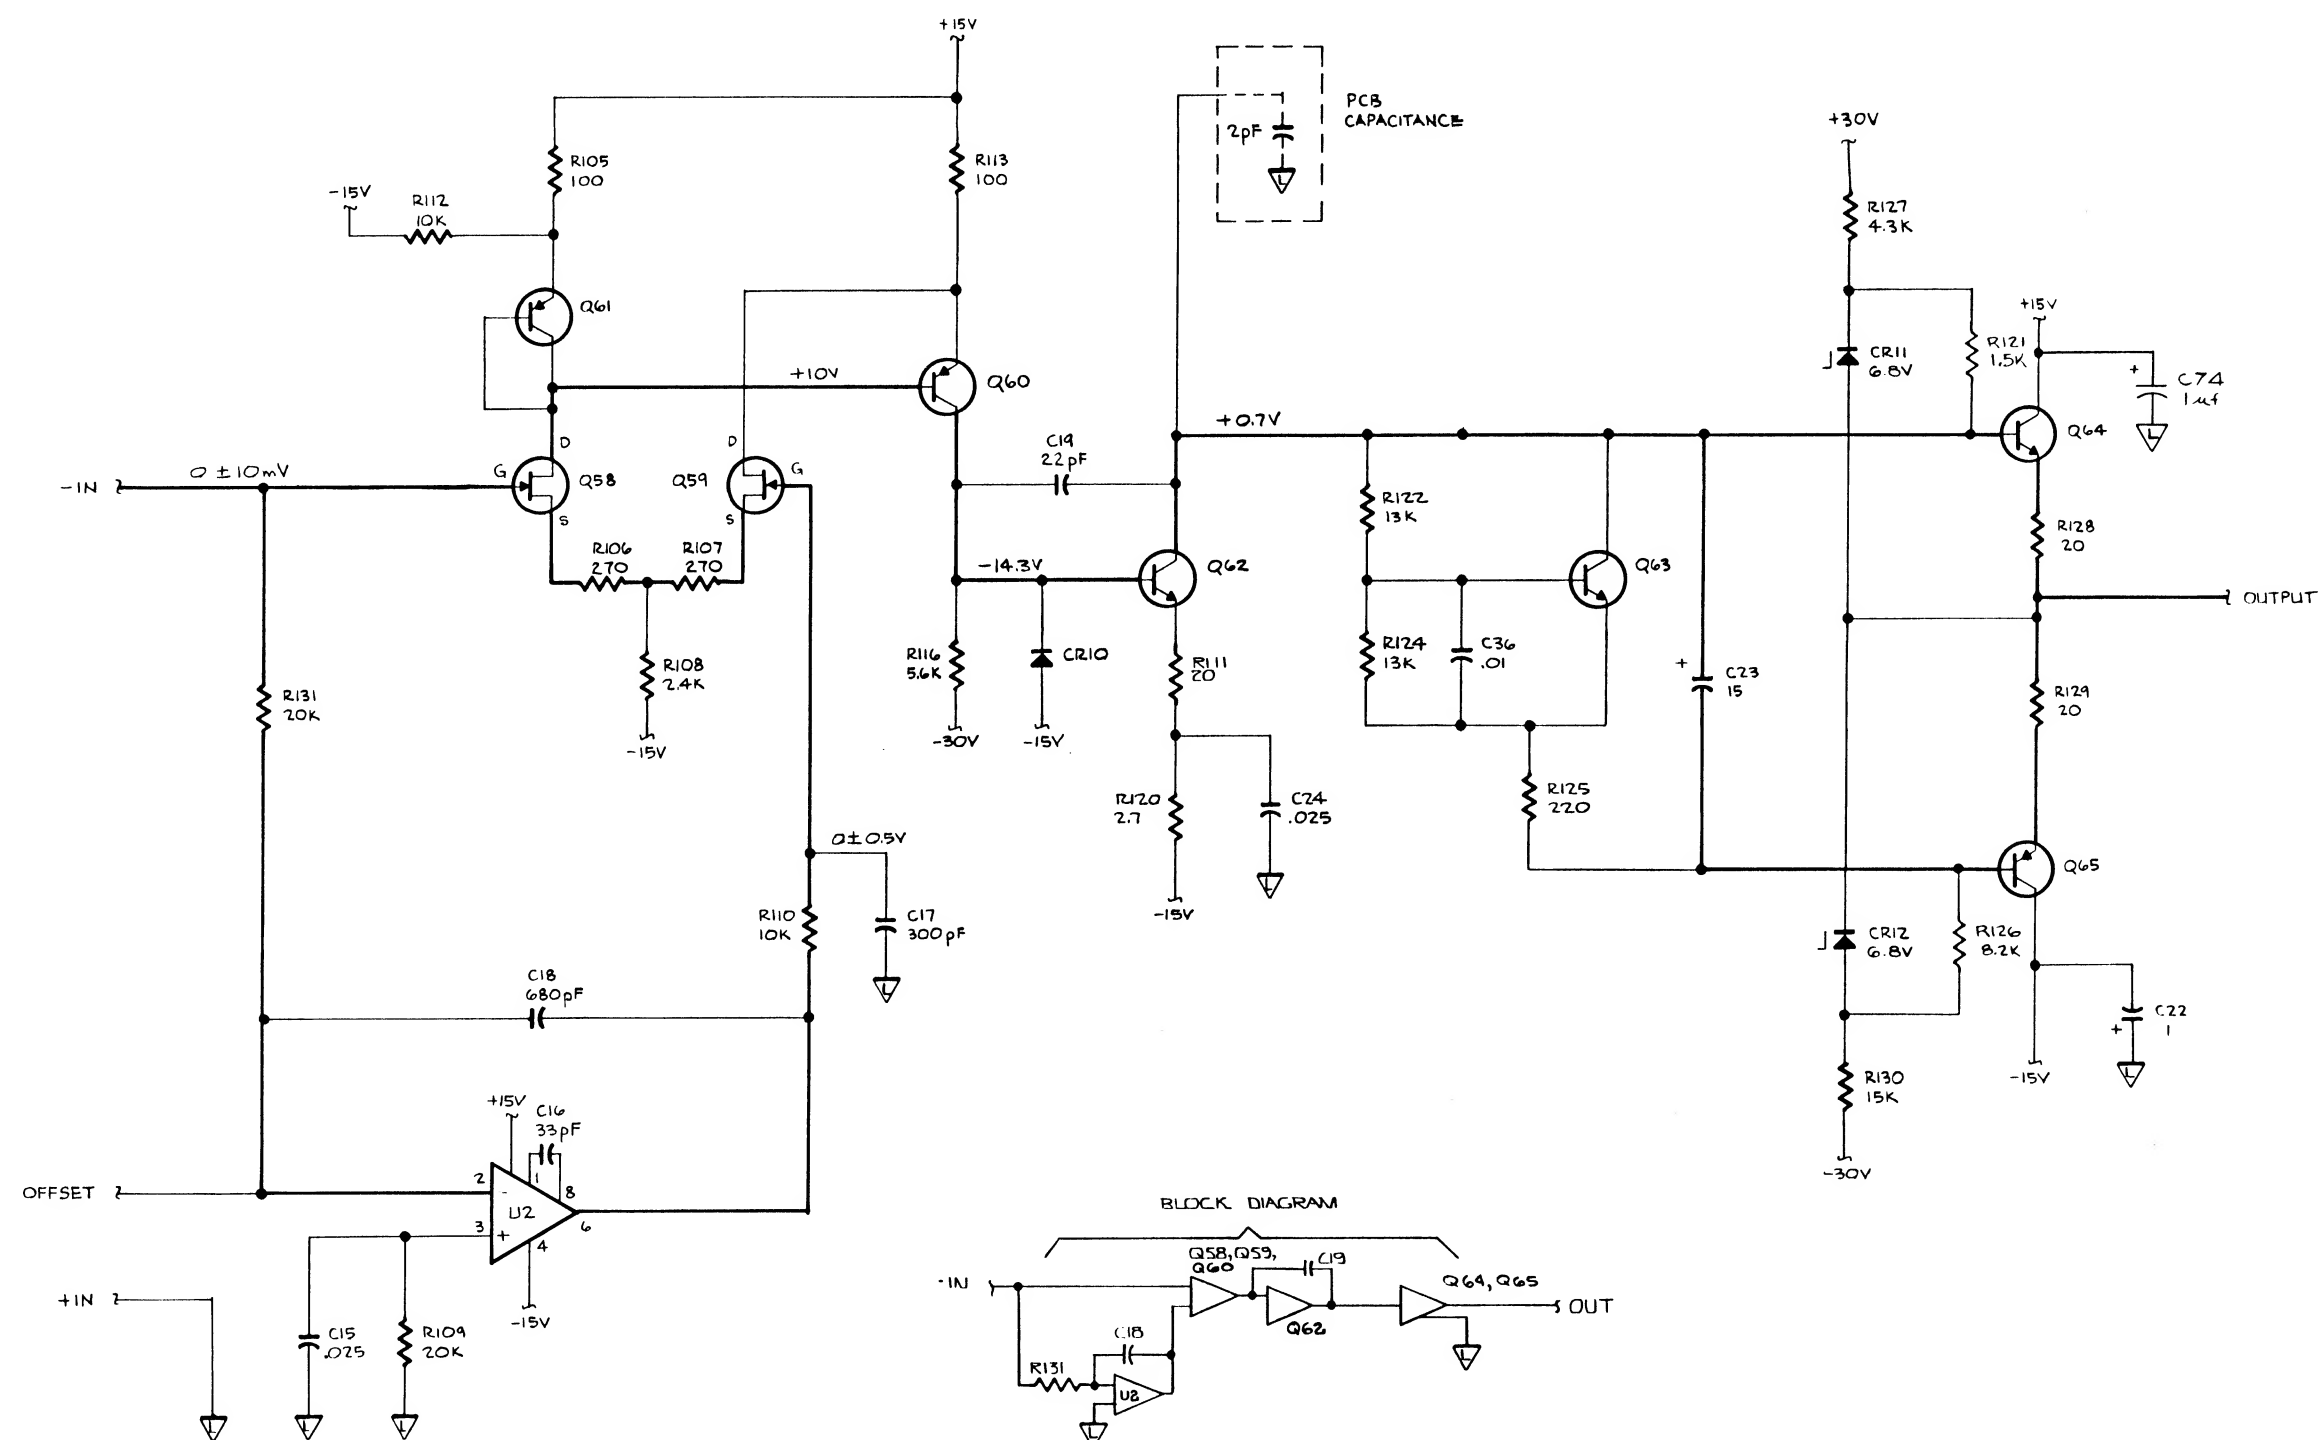 +15V
R105
100
R113
100
-15V
R112
10K
Q61
+10V
Q60
PCB
CAPACITANCE
2pF
L
+30V
R127
4.3K
CR11
6.8V
R121
1.5K
+15V
+
C74
1uf
L
Q64
-IN
0 ±10mV
G
D
S
Q58
D
G
S
Q59
R106
270
R107
270
R108
2.4K
-15V
C19
22pF
+0.7V
-14.3V
Q62
R116
5.6K
-30V
CR10
-15V
R111
20
R120
2.7
-15V
C24
.025
L
R122
13K
R124
13K
C36
.01
Q63
R125
220
+
C23
15
R128
20
OUTPUT
R129
20
Q65
CR12
6.8V
R126
8.2K
R130
15K
-30V
-15V
+
C22
1
L
R131
20K
0±0.5V
R110
10K
C17
300pF
L
C18
680pF
+15V
C16
33pF
OFFSET
2
-
1
8
U2
3
+
4
6
-15V
+IN
L
C15
.025
L
R109
20K
L
BLOCK DIAGRAM
-IN
Q58, Q59,
Q60
C19
Q62
Q64, Q65
OUT
L
R131
C18
U2
L